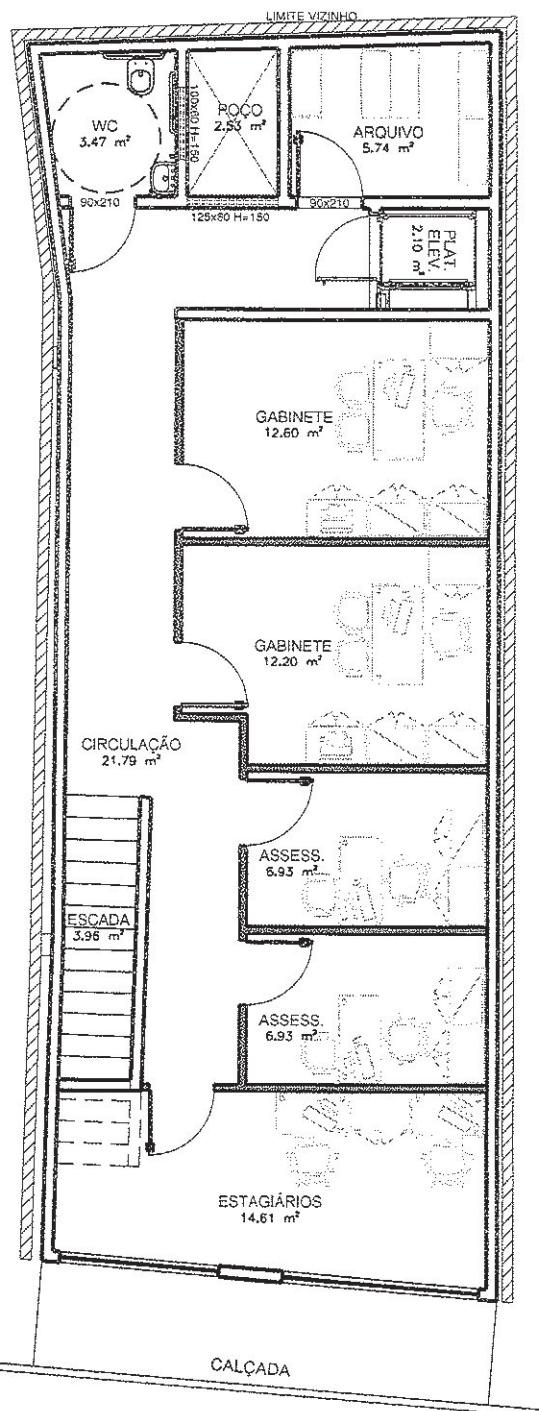 LIMITE VIZINHO
WC
3.47 m²
100x60 H=150
POÇO
2.53 m²
ARQUIVO
5.74 m²
90x210
125x60 H=150
90x210
PLAT.
ELEV.
2.10 m²
GABINETE
12.60 m²
GABINETE
12.20 m²
CIRCULAÇÃO
21.79 m²
ASSESS.
6.93 m²
ESCADA
3.96 m²
ASSESS.
6.93 m²
ESTAGIÁRIOS
14.61 m²
CALÇADA